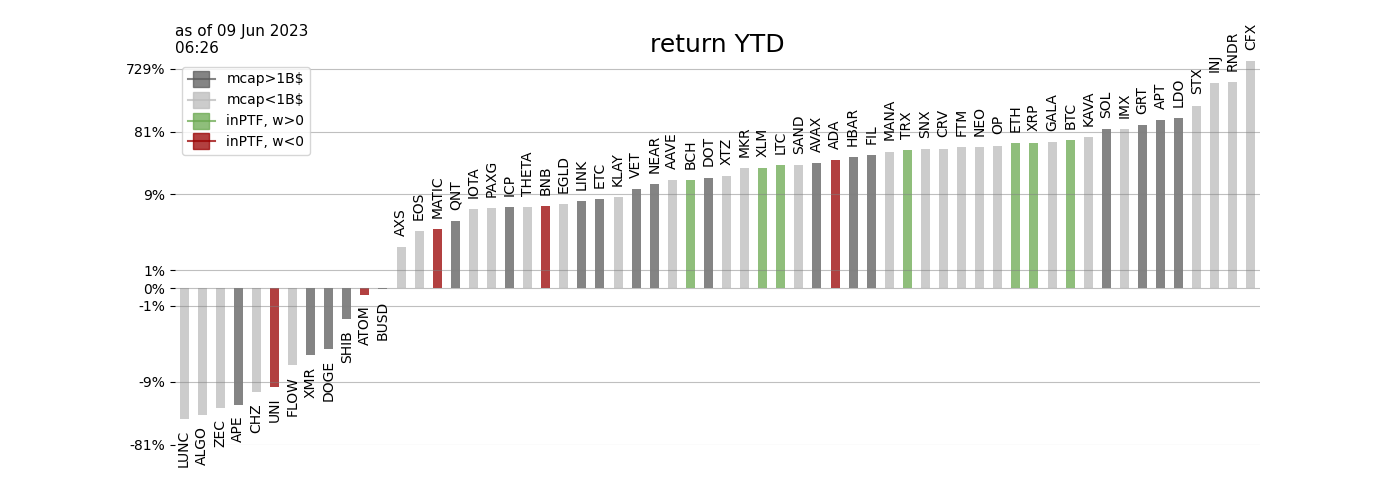 as of 09 Jun 2023
06:26
return YTD
mcap>1B$
mcap<1B$
inPTF, w>0
inPTF, w<0
729%
81%
9%
1%
0%
-1%
-9%
-81%
LUNC
ALGO
ZEC
APE
CHZ
UNI
FLOW
XMR
DOGE
SHIB
ATOM
BUSD
AXS
EOS
MATIC
QNT
IOTA
PAXG
ICP
THETA
BNB
EGLD
LINK
ETC
KLAY
VET
NEAR
AAVE
BCH
DOT
XTZ
MKR
XLM
LTC
SAND
AVAX
ADA
HBAR
FIL
MANA
TRX
SNX
CRV
FTM
NEO
OP
ETH
XRP
GALA
BTC
KAVA
SOL
IMX
GRT
APT
LDO
STX
INJ
RNDR
CFX